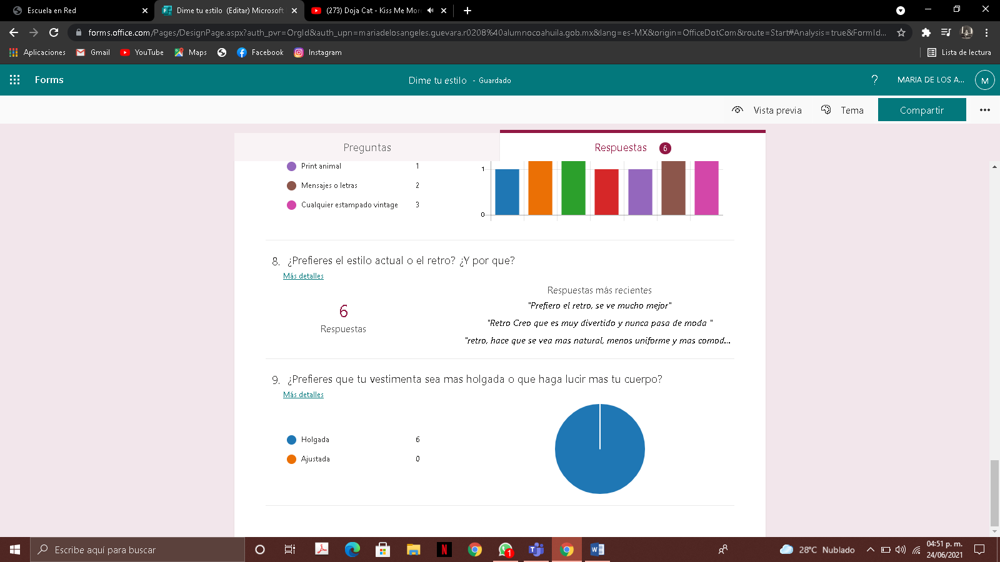 Escuela en Red
Dime tu estilo (Editar) Microsoft
(273) Doja Cat - Kiss Me Mor
forms.office.com/Pages/DesignPage.aspx?auth_pvr=OrgId&auth_upn=mariadelosangeles.guevara.r0208%40alumnocoahuila.gob.mx&lang=es-MX&origin=OfficeDotCom&route=Start#Analysis=true&FormId...
Aplicaciones Gmail YouTube Maps Facebook Instagram Lista de lectura
Forms
Dime tu estilo - Guardado
? MARIA DE LOS A... M
Vista previa Tema Compartir
Preguntas
Respuestas 6
Print animal 1
Mensajes o letras 2
Cualquier estampado vintage 3
1
0
8. ¿Prefieres el estilo actual o el retro? ¿Y por que?
Más detalles
6
Respuestas
Respuestas más recientes
"Prefiero el retro, se ve mucho mejor"
"Retro Creo que es muy divertido y nunca pasa de moda "
"retro, hace que se vea mas natural, menos uniforme y mas comod...
9. ¿Prefieres que tu vestimenta sea mas holgada o que haga lucir mas tu cuerpo?
Más detalles
Holgada 6
Ajustada 0
Escribe aquí para buscar
1
28°C Nublado
04:51 p. m.
24/06/2021